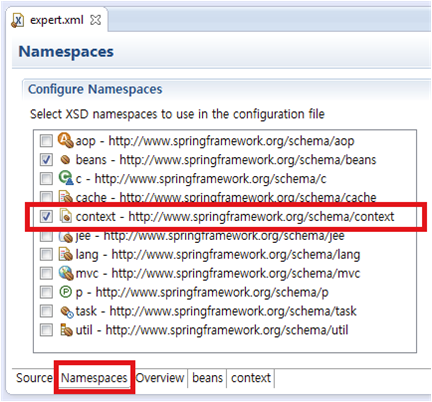 expert.xml
Namespaces
Configure Namespaces
Select XSD namespaces to use in the configuration file
aop - http://www.springframework.org/schema/aop
beans - http://www.springframework.org/schema/beans
c - http://www.springframework.org/schema/c
cache - http://www.springframework.org/schema/cache
context - http://www.springframework.org/schema/context
jee - http://www.springframework.org/schema/jee
lang - http://www.springframework.org/schema/lang
mvc - http://www.springframework.org/schema/mvc
p - http://www.springframework.org/schema/p
task - http://www.springframework.org/schema/task
util - http://www.springframework.org/schema/util
Source Namespaces Overview beans context